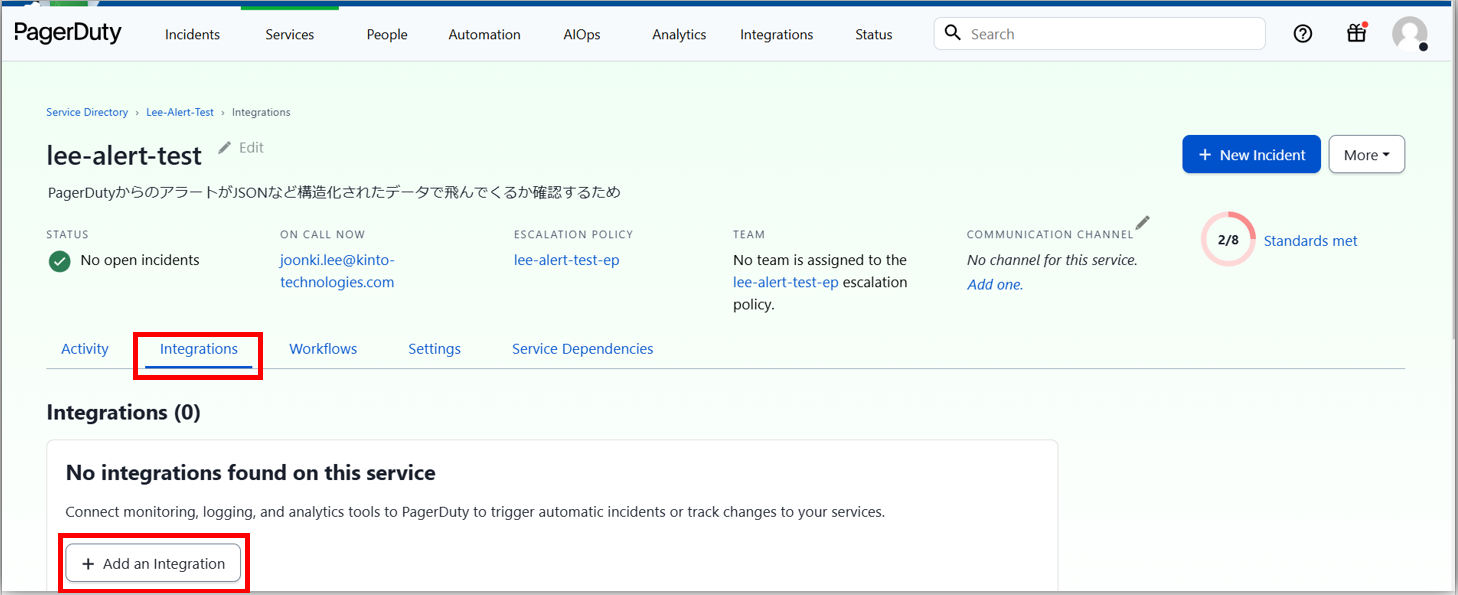 PagerDuty Incidents Services People Automation AIOps Analytics Integrations Status Search
Service Directory › Lee-Alert-Test › Integrations
lee-alert-test Edit
+ New Incident More
PagerDutyからのアラートがJSONなど構造化されたデータで飛んでくるか確認するため
STATUS
No open incidents
ON CALL NOW
joonki.lee@kinto-
technologies.com
ESCALATION POLICY
lee-alert-test-ep
TEAM
No team is assigned to the
lee-alert-test-ep escalation
policy.
COMMUNICATION CHANNEL
No channel for this service.
Add one.
2/8 Standards met
Activity Integrations Workflows Settings Service Dependencies
Integrations (0)
No integrations found on this service
Connect monitoring, logging, and analytics tools to PagerDuty to trigger automatic incidents or track changes to your services.
+ Add an Integration